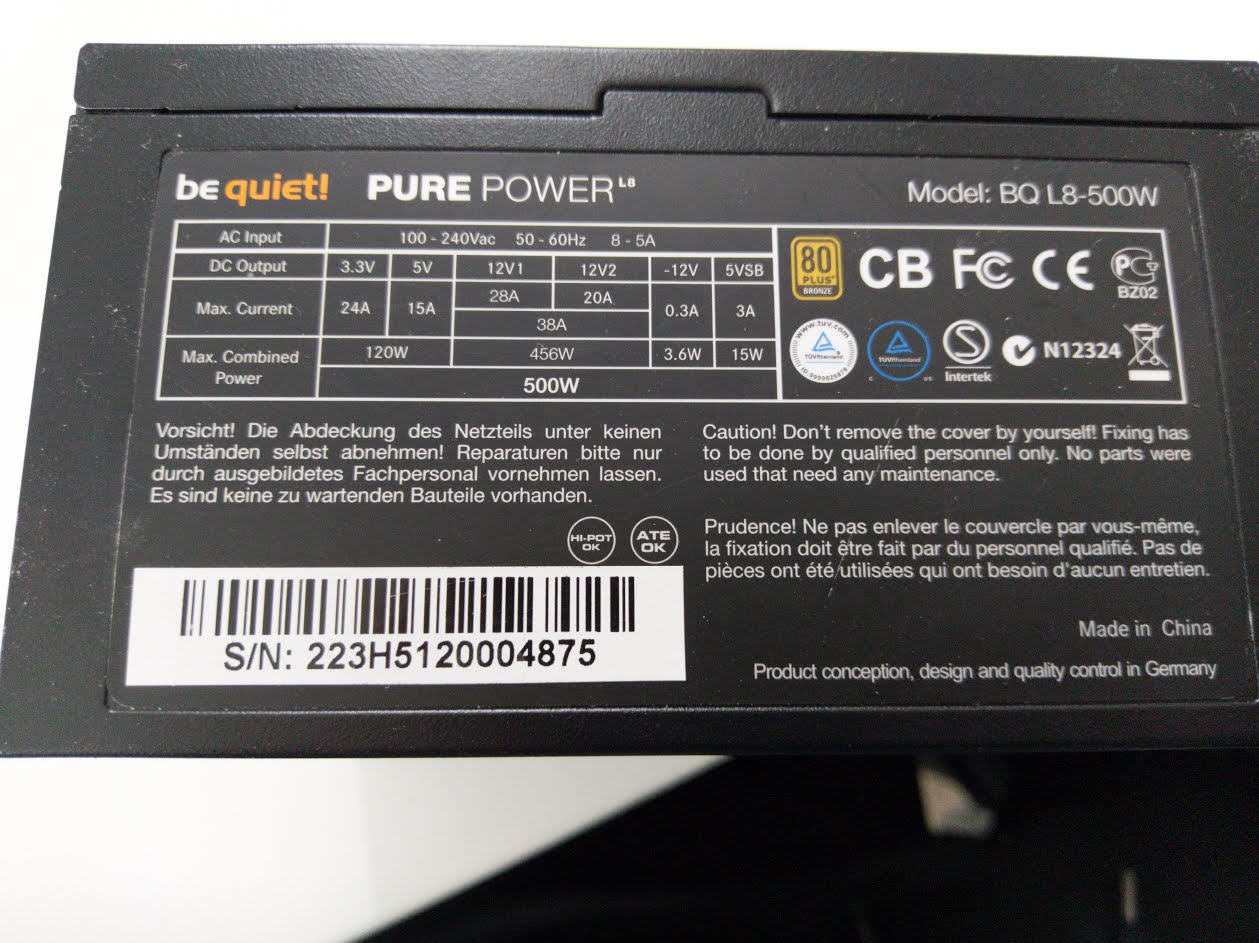 be quiet! PURE POWER L8 Model: BQ L8-500W
AC Input 100 - 240Vac 50 - 60Hz 8 - 5A
DC Output 3.3V 5V 12V1 12V2 -12V 5VSB
Max. Current 24A 15A 28A 20A 0.3A 3A
38A
Max. Combined Power 120W 456W 3.6W 15W
500W
80
PLUS
BRONZE
CB FC CE PG
BZ02
www.tuv.com
TÜVRheinland
TÜVRheinland
C US
S
Intertek
N12324
Vorsicht! Die Abdeckung des Netzteils unter keinen
Umständen selbst abnehmen! Reparaturen bitte nur
durch ausgebildetes Fachpersonal vornehmen lassen.
Es sind keine zu wartenden Bauteile vorhanden.
Caution! Don't remove the cover by yourself! Fixing has
to be done by qualified personnel only. No parts were
used that need any maintenance.
HI-POT
OK
ATE
OK
Prudence! Ne pas enlever le couvercle par vous-même,
la fixation doit être fait par du personnel qualifié. Pas de
pièces ont été utilisées qui ont besoin d'aucun entretien.
S/N: 223H5120004875
Made in China
Product conception, design and quality control in Germany